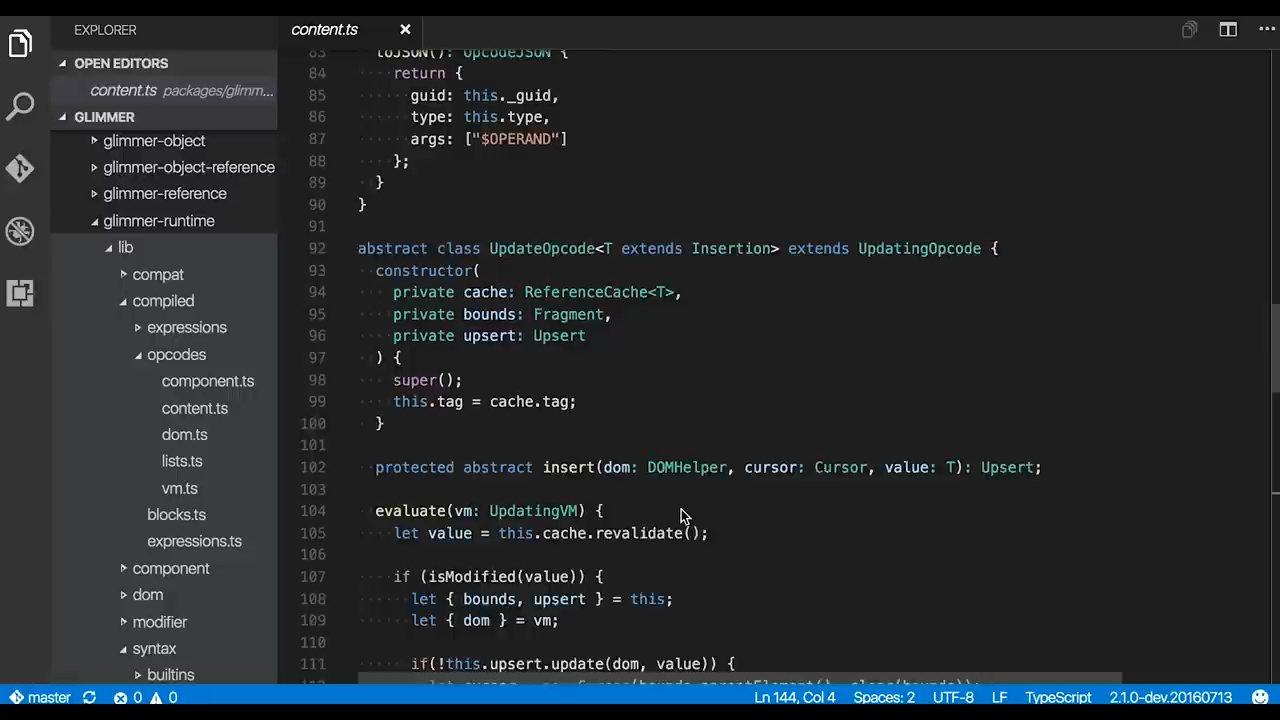 EXPLORER
OPEN EDITORS
content.ts packages/glimm...
GLIMMER
glimmer-object
glimmer-object-reference
glimmer-reference
glimmer-runtime
lib
compat
compiled
expressions
opcodes
component.ts
content.ts
dom.ts
lists.ts
vm.ts
blocks.ts
expressions.ts
component
dom
modifier
syntax
builtins
content.ts
83 toJSON(): OpcodeJSON {
84 return {
85 guid: this._guid,
86 type: this.type,
87 args: ["$OPERAND"]
88 };
89 }
90 }
91
92 abstract class UpdateOpcode<T extends Insertion> extends UpdatingOpcode {
93 constructor(
94 private cache: ReferenceCache<T>,
95 private bounds: Fragment,
96 private upsert: Upsert
97 ) {
98 super();
99 this.tag = cache.tag;
100 }
101
102 protected abstract insert(dom: DOMHelper, cursor: Cursor, value: T): Upsert;
103
104 evaluate(vm: UpdatingVM) {
105 let value = this.cache.revalidate();
106
107 if (isModified(value)) {
108 let { bounds, upsert } = this;
109 let { dom } = vm;
110
111 if(!this.upsert.update(dom, value)) {
master 0 0 Ln 144, Col 4 Spaces: 2 UTF-8 LF TypeScript 2.1.0-dev.20160713